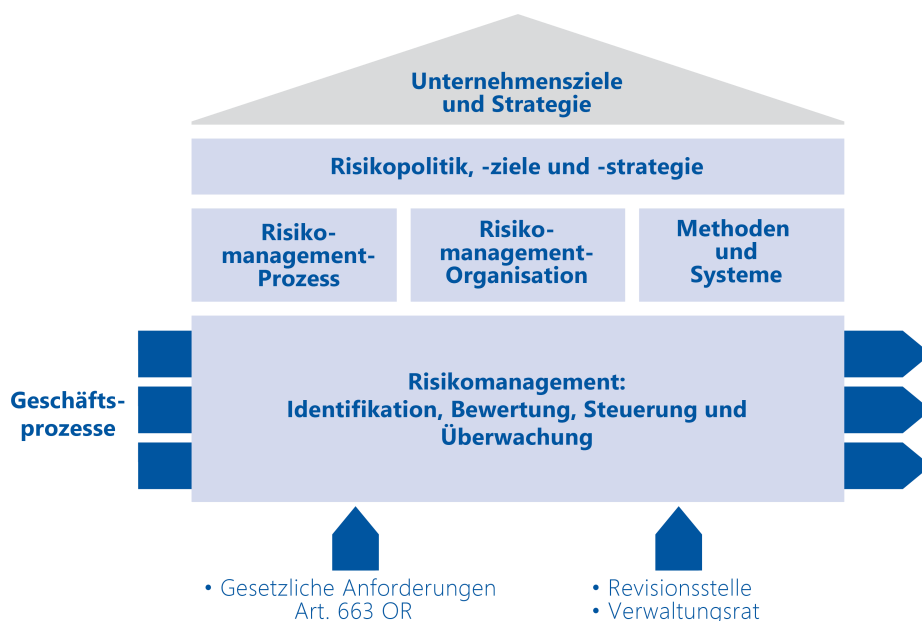 Unternehmensziele
und Strategie
Risikopolitik, -ziele und -strategie
Risiko-
management-
Prozess
Risiko-
management-
Organisation
Methoden
und
Systeme
Geschäfts-
prozesse
Risikomanagement:
Identifikation, Bewertung, Steuerung und
Überwachung
• Gesetzliche Anforderungen
Art. 663 OR
• Revisionsstelle
• Verwaltungsrat